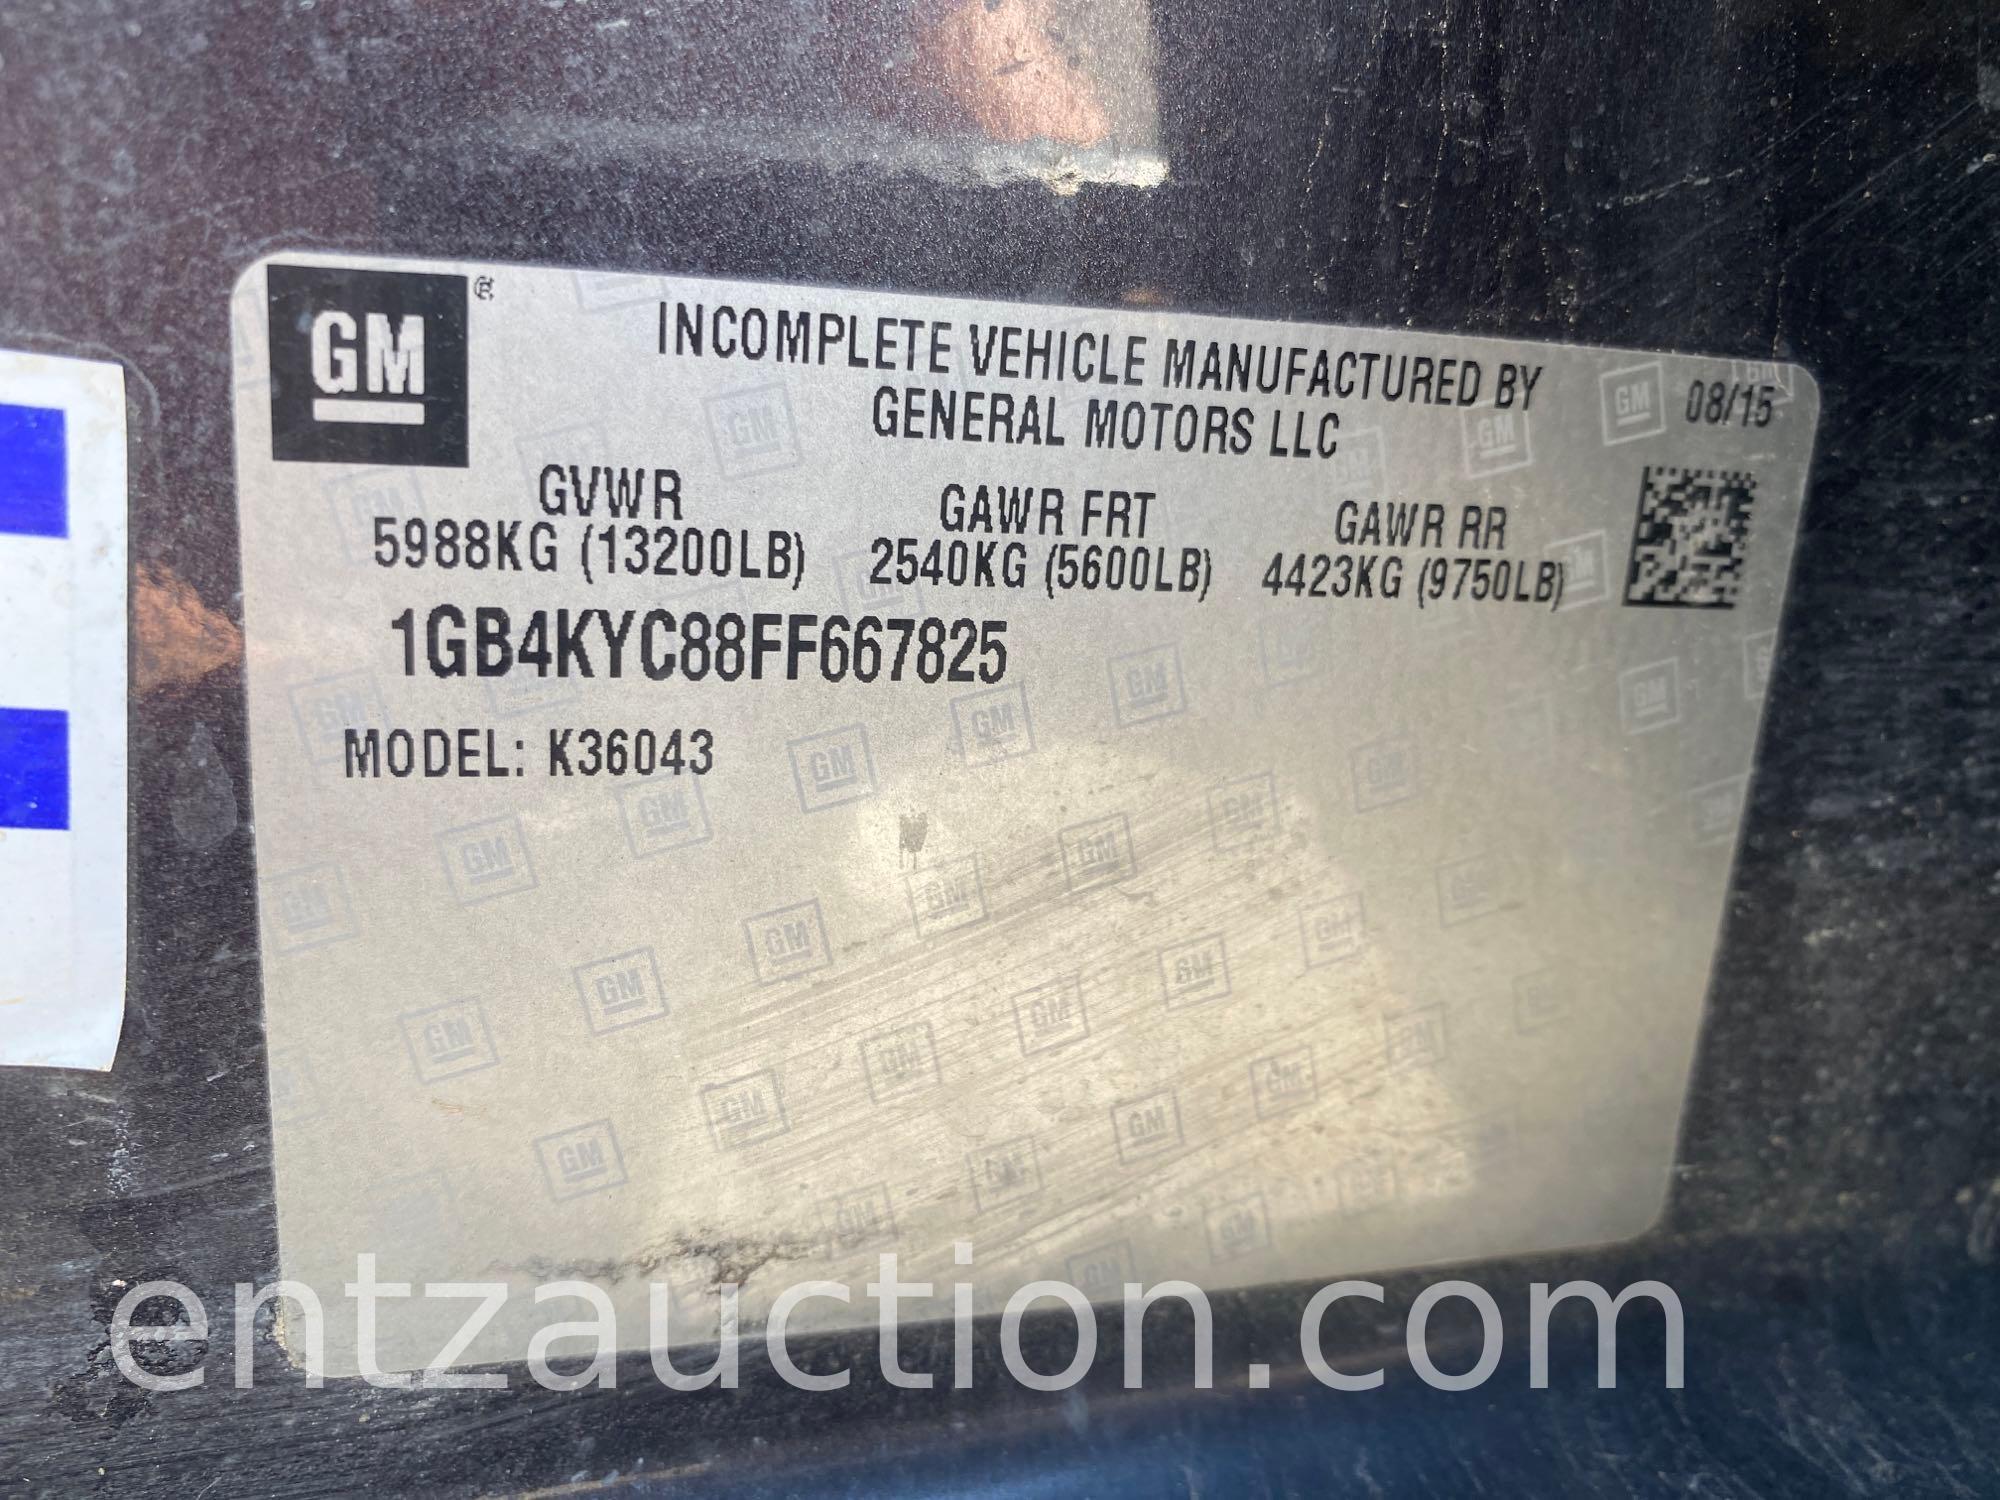 GM®
INCOMPLETE VEHICLE MANUFACTURED BY
GENERAL MOTORS LLC
08/15
GVWR GAWR FRT GAWR RR
5988KG (13200LB) 2540KG (5600LB) 4423KG (9750LB)
1GB4KYC88FF667825
MODEL: K36043
entzauction.com